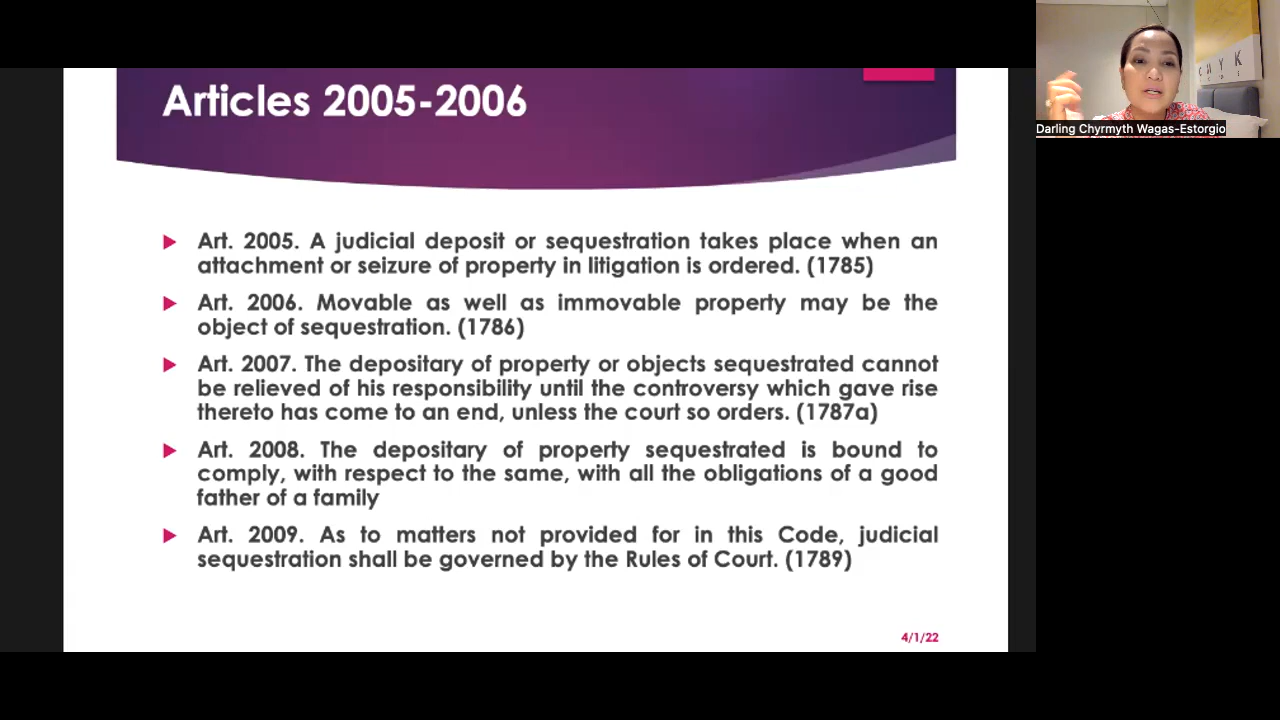 Articles 2005-2006
Art. 2005. A judicial deposit or sequestration takes place when an
attachment or seizure of property in litigation is ordered. (1785)
Art. 2006. Movable as well as immovable property may be the
object of sequestration. (1786)
Art. 2007. The depositary of property or objects sequestrated cannot
be relieved of his responsibility until the controversy which gave rise
thereto has come to an end, unless the court so orders. (1787a)
Art. 2008. The depositary of property sequestrated is bound to
comply, with respect to the same, with all the obligations of a good
father of a family
Art. 2009. As to matters not provided for in this Code, judicial
sequestration shall be governed by the Rules of Court. (1789)
4/1/22
Darling Chyrmyth Wagas-Estorgio